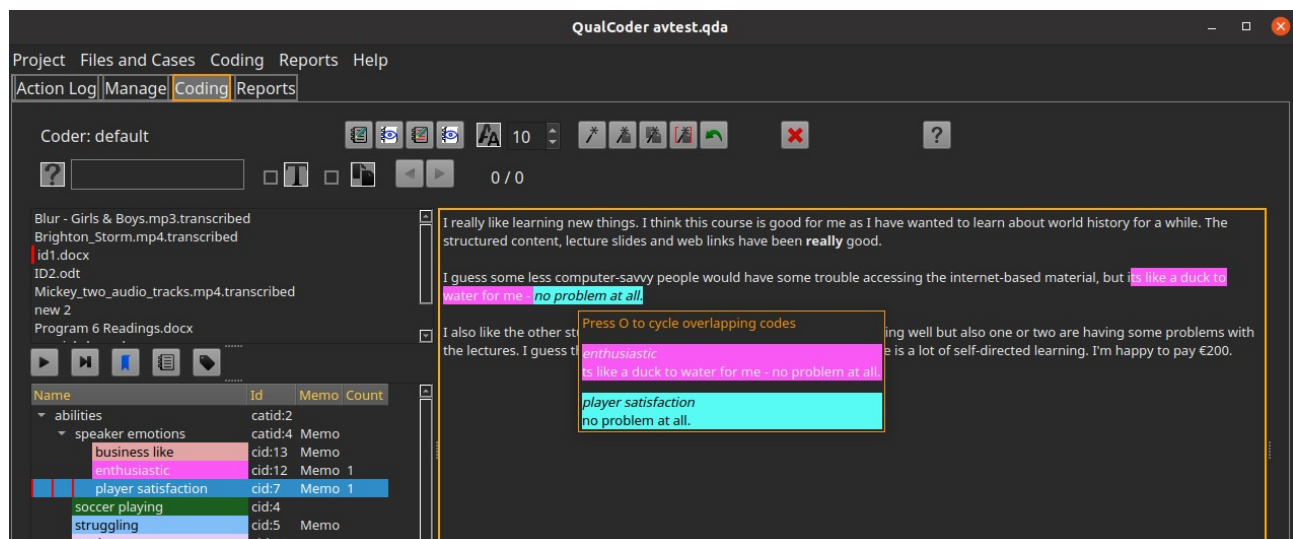 QualCoder avtest.qda
Project Files and Cases Coding Reports Help
Action Log Manage Coding Reports
Coder: default
10
0 / 0
Blur - Girls & Boys.mp3.transcribed
Brighton_Storm.mp4.transcribed
id1.docx
ID2.odt
Mickey_two_audio_tracks.mp4.transcribed
new 2
Program 6 Readings.docx
Name Id Memo Count
abilities catid:2
speaker emotions catid:4 Memo
business like cid:13 Memo
enthusiastic cid:12 Memo 1
player satisfaction cid:7 Memo 1
soccer playing cid:4
struggling cid:5 Memo
I really like learning new things. I think this course is good for me as I have wanted to learn about world history for a while. The
structured content, lecture slides and web links have been really good.
I guess some less computer-savvy people would have some trouble accessing the internet-based material, but its like a duck to
water for me - no problem at all.
I also like the other st ing well but also one or two are having some problems with
the lectures. I guess t e is a lot of self-directed learning. I'm happy to pay €200.
Press O to cycle overlapping codes
enthusiastic
ts like a duck to water for me - no problem at all.
player satisfaction
no problem at all.